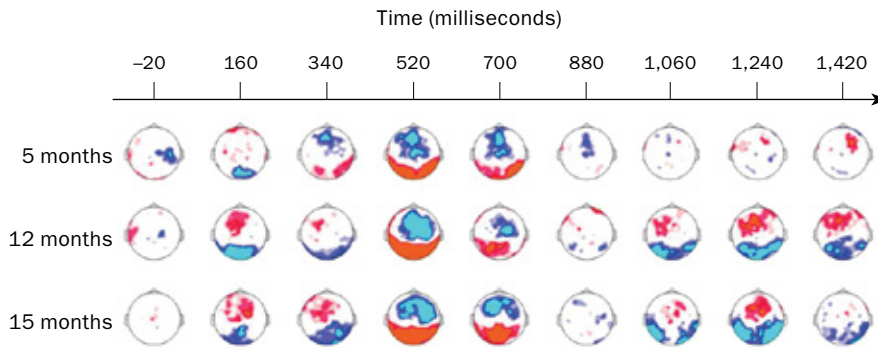 Time (milliseconds)
–20 160 340 520 700 880 1,060 1,240 1,420
5 months
12 months
15 months